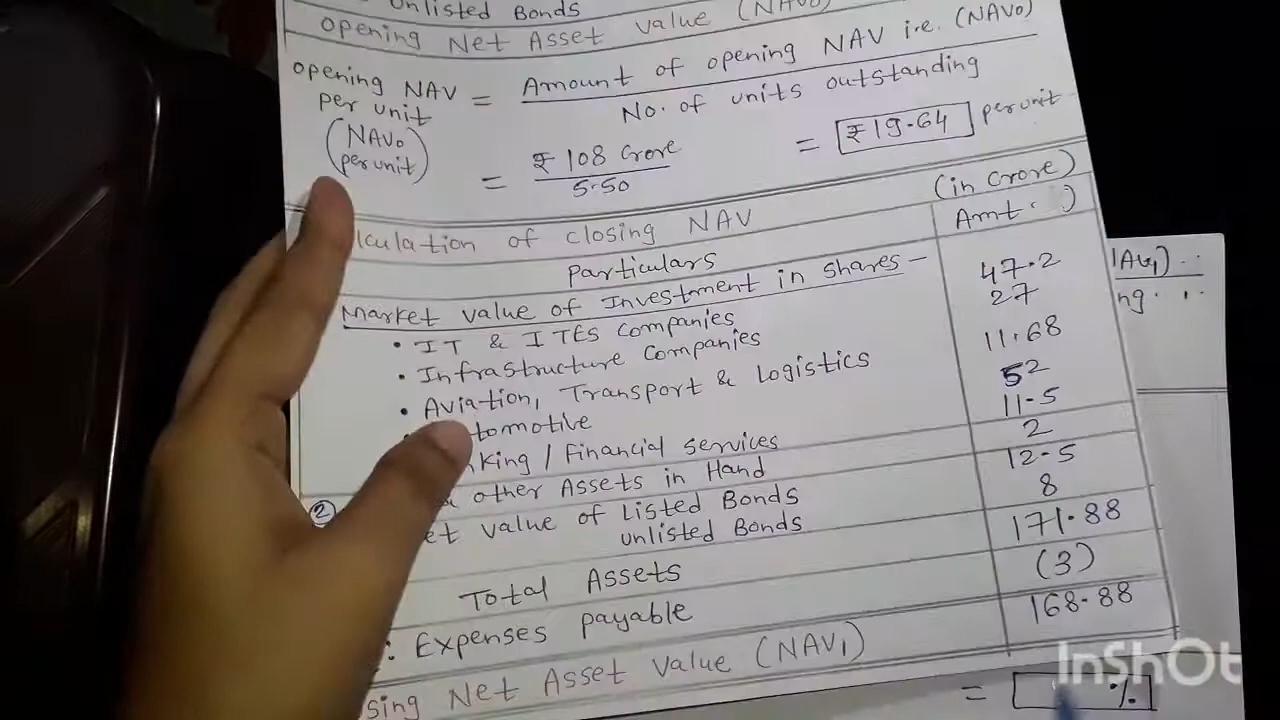 Unlisted Bonds
Opening Net Asset value (NAV0)
Opening NAV per unit (NAV0 per unit) = Amount of opening NAV i.e. (NAV0) / No. of units outstanding
= ₹ 108 Crore / 5.50 = ₹ 19.64 per unit
lculation of closing NAV (in Crore)
Particulars Amt. ( )
Market value of Investment in Shares -
• IT & ITES Companies 47.2
• Infrastructure Companies 27
• Aviation, Transport & Logistics 11.68
tomotive 52
nking / Financial Services 11.5
other Assets in Hand 2
2 et value of listed Bonds 12.5
unlisted Bonds 8
Total Assets 171.88
: Expenses payable (3)
sing Net Asset Value (NAV1) 168.88
= %
InShOt